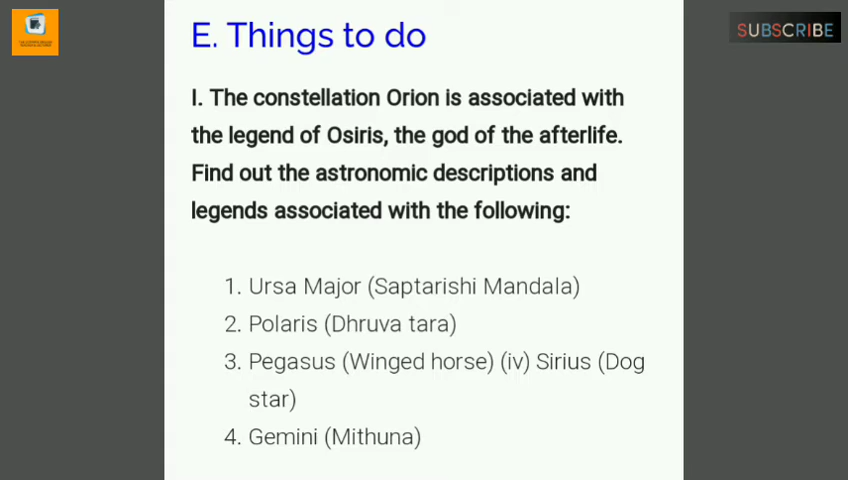 E. Things to do
SUBSCRIBE
I. The constellation Orion is associated with
the legend of Osiris, the god of the afterlife.
Find out the astronomic descriptions and
legends associated with the following:
1. Ursa Major (Saptarishi Mandala)
2. Polaris (Dhruva tara)
3. Pegasus (Winged horse) (iv) Sirius (Dog
star)
4. Gemini (Mithuna)